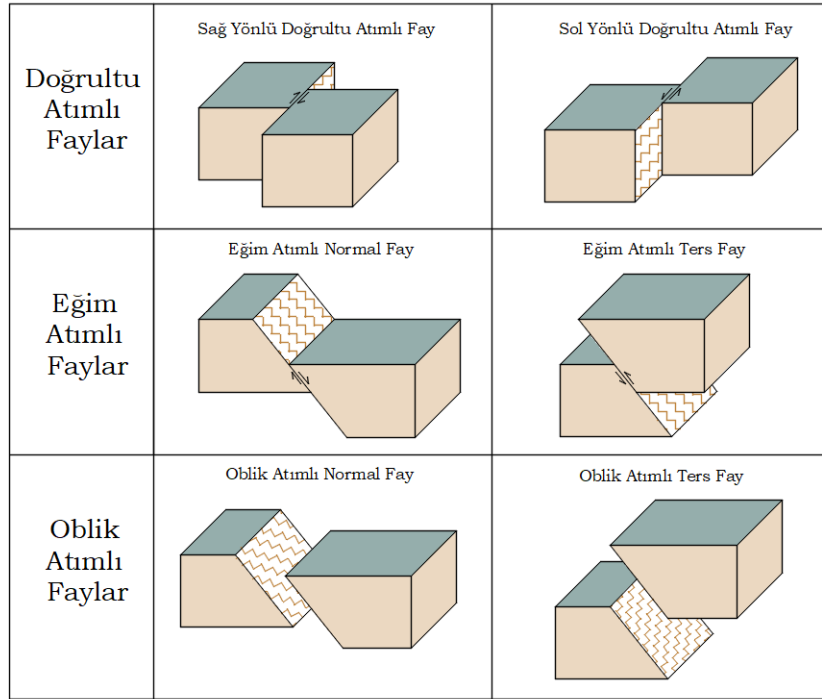 Doğrultu
Atımlı
Faylar
Sağ Yönlü Doğrultu Atımlı Fay
Sol Yönlü Doğrultu Atımlı Fay
Eğim
Atımlı
Faylar
Eğim Atımlı Normal Fay
Eğim Atımlı Ters Fay
Oblik
Atımlı
Faylar
Oblik Atımlı Normal Fay
Oblik Atımlı Ters Fay